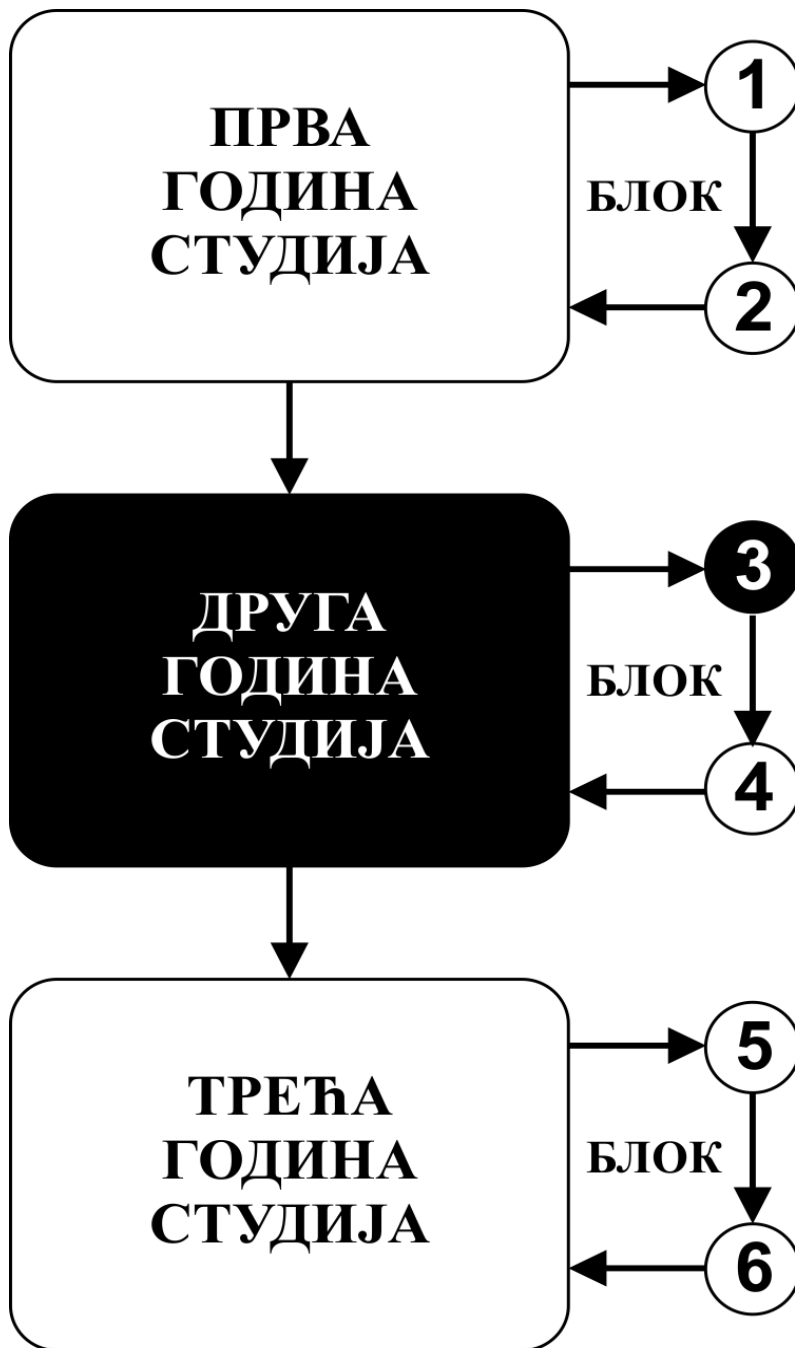 ПРВА
ГОДИНА
СТУДИЈА
1
БЛОК
2
ДРУГА
ГОДИНА
СТУДИЈА
3
БЛОК
4
ТРЕЋА
ГОДИНА
СТУДИЈА
5
БЛОК
6